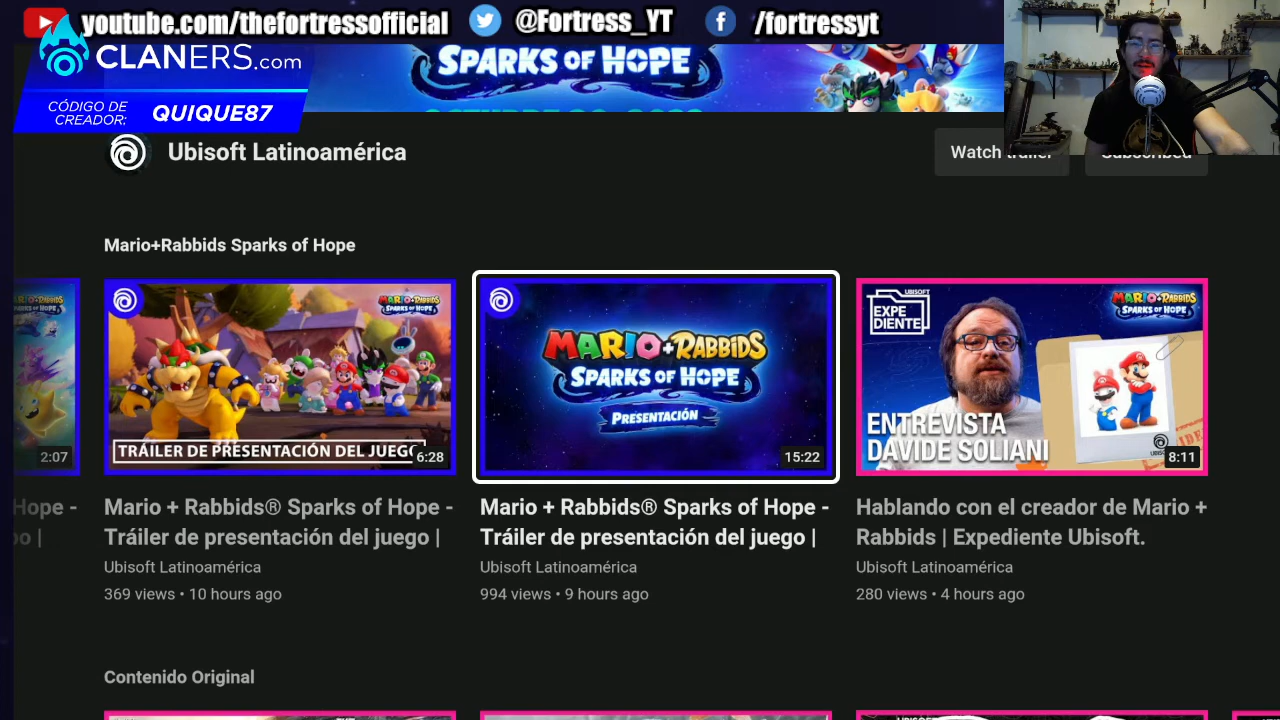 youtube.com/thefortressofficial
@Fortress_YT
/fortressyt
CLANERS.com
CÓDIGO DE
CREADOR:
QUIQUE87
SPARKS OF HOPE
Ubisoft Latinoamérica
Watch trailer
Subscribed
Mario+Rabbids Sparks of Hope
2:07
MARIO+RABBIDS
SPARKS OF HOPE
TRÁILER DE PRESENTACIÓN DEL JUEGO
6:28
MARIO+RABBIDS
SPARKS OF HOPE
PRESENTACIÓN
15:22
UBISOFT
EXPE
DIENTE
MARIO+RABBIDS
SPARKS OF HOPE
ENTREVISTA
DAVIDE SOLIANI
8:11
Hope -
Mario + Rabbids® Sparks of Hope -
Tráiler de presentación del juego |
Ubisoft Latinoamérica
369 views • 10 hours ago
Mario + Rabbids® Sparks of Hope -
Tráiler de presentación del juego |
Ubisoft Latinoamérica
994 views • 9 hours ago
Hablando con el creador de Mario +
Rabbids | Expediente Ubisoft.
Ubisoft Latinoamérica
280 views • 4 hours ago
Contenido Original